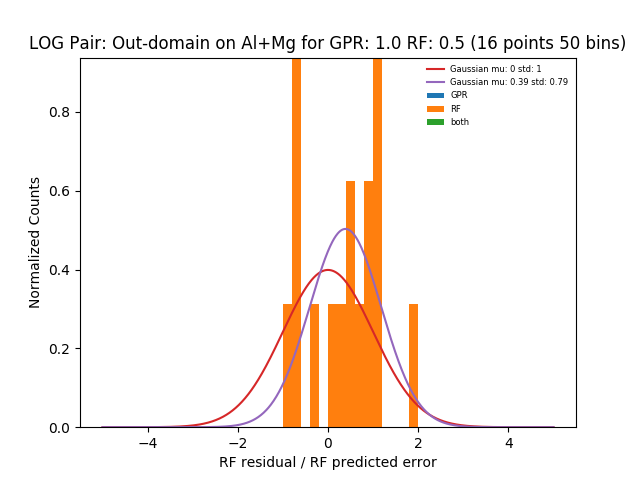 LOG Pair: Out-domain on Al+Mg for GPR: 1.0 RF: 0.5 (16 points 50 bins)
Gaussian mu: 0 std: 1
Gaussian mu: 0.39 std: 0.79
GPR
RF
both
Normalized Counts
0.8
0.6
0.4
0.2
0.0
−4 −2 0 2 4
RF residual / RF predicted error